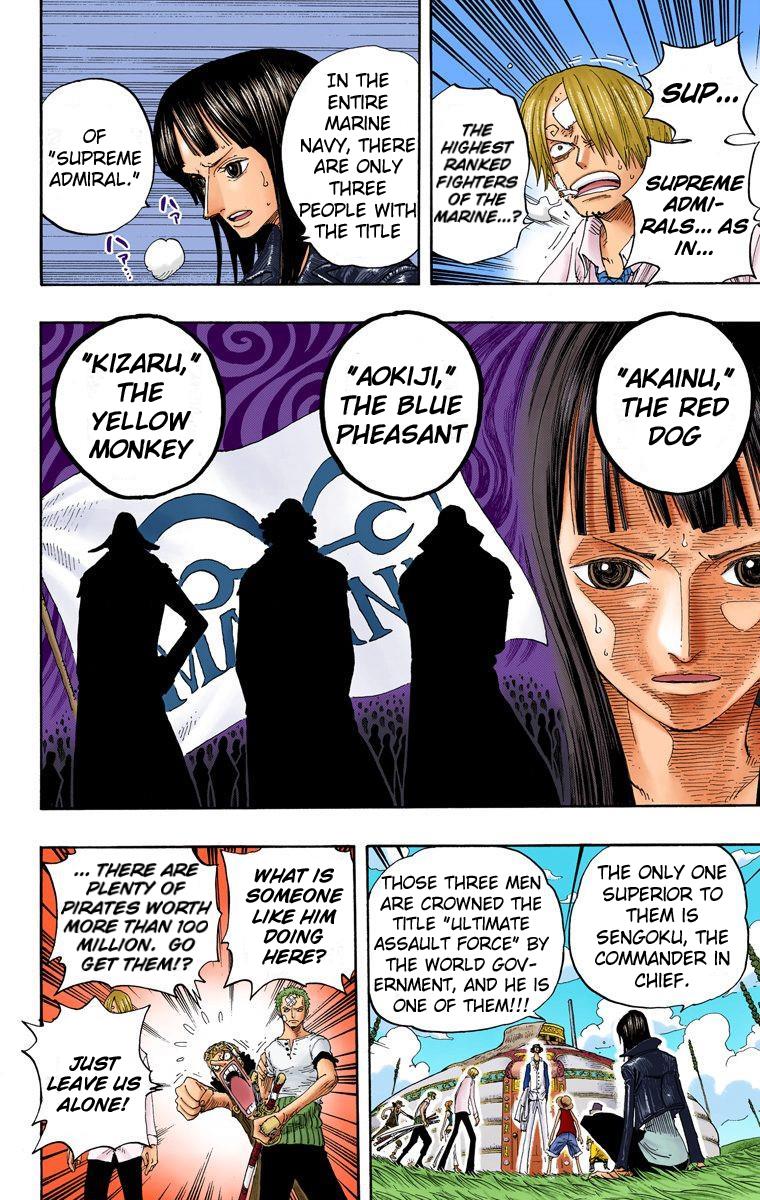 SUP...
SUPREME
ADMI-
RALS... AS
IN...
THE
HIGHEST
RANKED
FIGHTERS
OF THE
MARINE...?
IN THE
ENTIRE
MARINE
NAVY, THERE
ARE ONLY
THREE
PEOPLE WITH
THE TITLE
OF
"SUPREME
ADMIRAL."
ハァ
ハァ…
"AKAINU,"
THE RED
DOG
"AOKIJI,"
THE BLUE
PHEASANT
"KIZARU,"
THE
YELLOW
MONKEY
THE ONLY ONE
SUPERIOR TO
THEM IS
SENGOKU, THE
COMMANDER IN
CHIEF.
THOSE THREE MEN
ARE CROWNED THE
TITLE "ULTIMATE
ASSAULT FORCE" BY
THE WORLD GOV-
ERNMENT, AND HE IS
ONE OF THEM!!!
WHAT IS
SOMEONE
LIKE HIM
DOING
HERE?
... THERE ARE
PLENTY OF
PIRATES WORTH
MORE THAN 100
MILLION. GO
GET THEM!?
JUST
LEAVE US
ALONE!